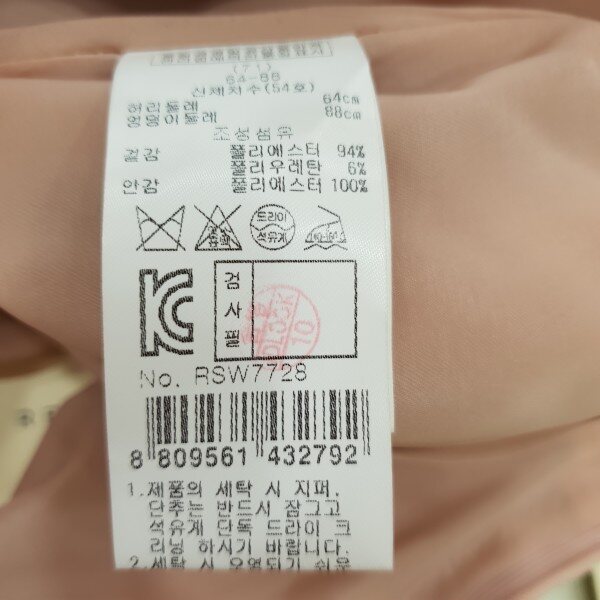 (71)
64-88
신체치수(54호)
허리둘레 64cm
엉덩이둘레 88cm
조성섬유
겉감 폴리에스터 94%
폴리우레탄 6%
안감 폴리에스터 100%
드라이
석유계
검
사
필
10
No. RSW7728
8 809561 432792
1.제품의 세탁 시 지퍼,
단추는 반드시 잠그고
석유계 단독 드라이 크
리닝 하시기 바랍니다.
2.세탁 시 오염되기 쉬운